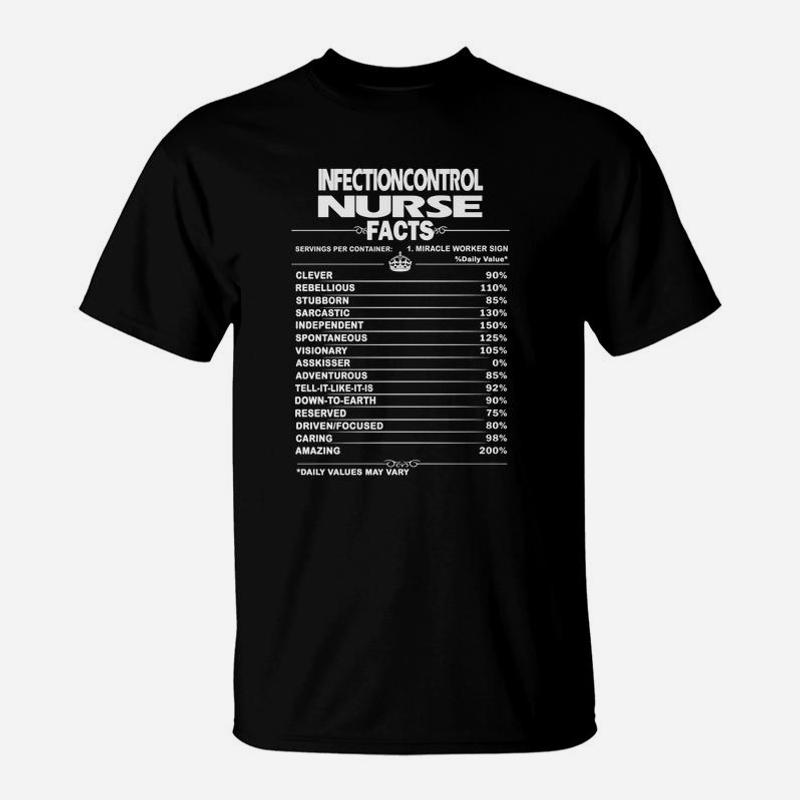 INFECTIONCONTROL
NURSE
FACTS
SERVINGS PER CONTAINER: 1. MIRACLE WORKER SIGN
%Daily Value*
CLEVER 90%
REBELLIOUS 110%
STUBBORN 85%
SARCASTIC 130%
INDEPENDENT 150%
SPONTANEOUS 125%
VISIONARY 105%
ASSKISSER 0%
ADVENTUROUS 85%
TELL-IT-LIKE-IT-IS 92%
DOWN-TO-EARTH 90%
RESERVED 75%
DRIVEN/FOCUSED 80%
CARING 98%
AMAZING 200%
*DAILY VALUES MAY VARY